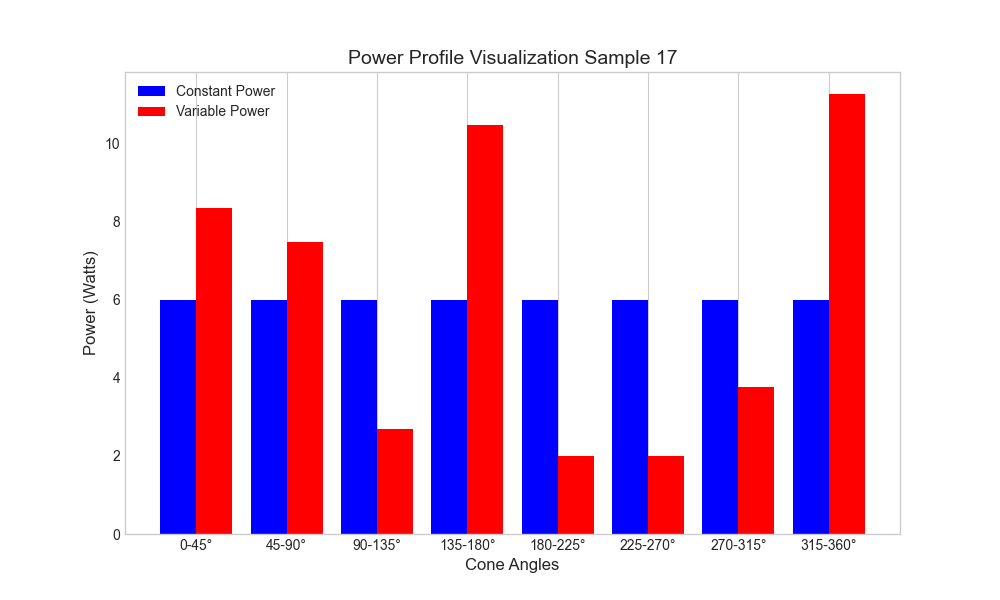 Power Profile Visualization Sample 17
Constant Power
Variable Power
Power (Watts)
10
8
6
4
2
0
0-45° 45-90° 90-135° 135-180° 180-225° 225-270° 270-315° 315-360°
Cone Angles